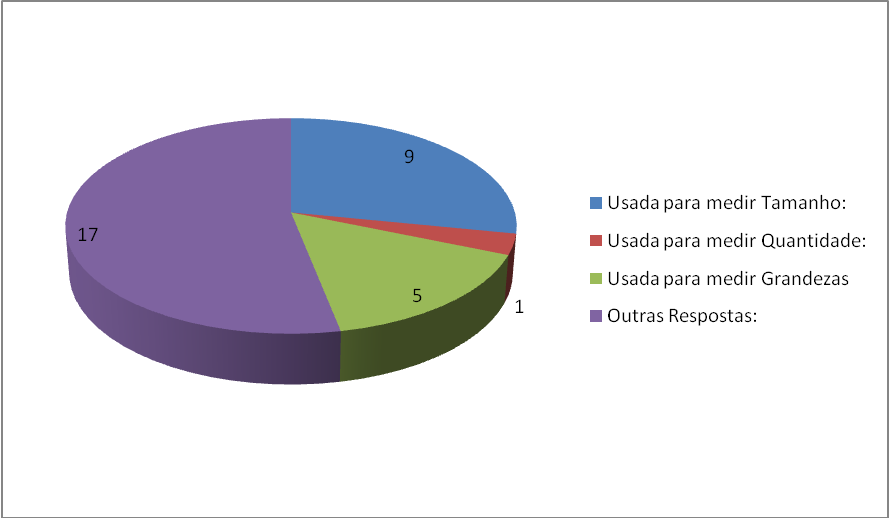 9
17
5
1
Usada para medir Tamanho:
Usada para medir Quantidade:
Usada para medir Grandezas
Outras Respostas: